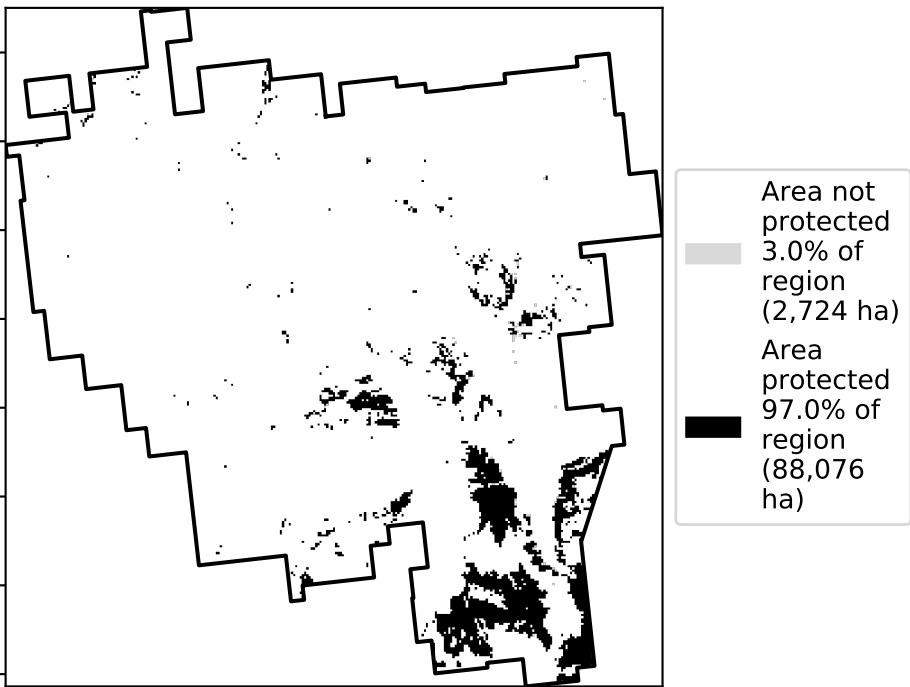 Area not
protected
3.0% of
region
(2,724 ha)
Area
protected
97.0% of
region
(88,076
ha)